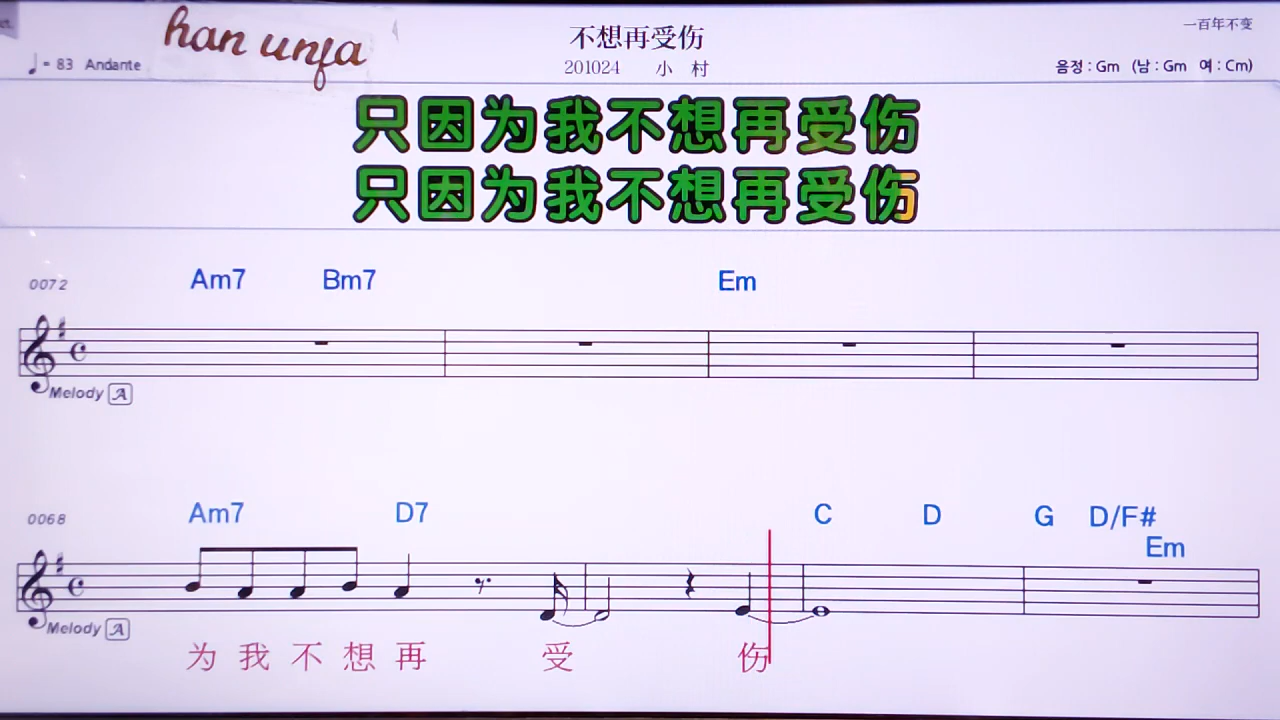 han unfa
不想再受伤
一百年不变
= 83 Andante
201024 小 村
음정 : Gm (남 : Gm 여 : Cm)
只因为我不想再受伤
只因为我不想再受伤
0072 Am7 Bm7 Em
Melody A
0068 Am7 D7 C D G D/F#
Em
Melody A
为 我 不 想 再 受 伤